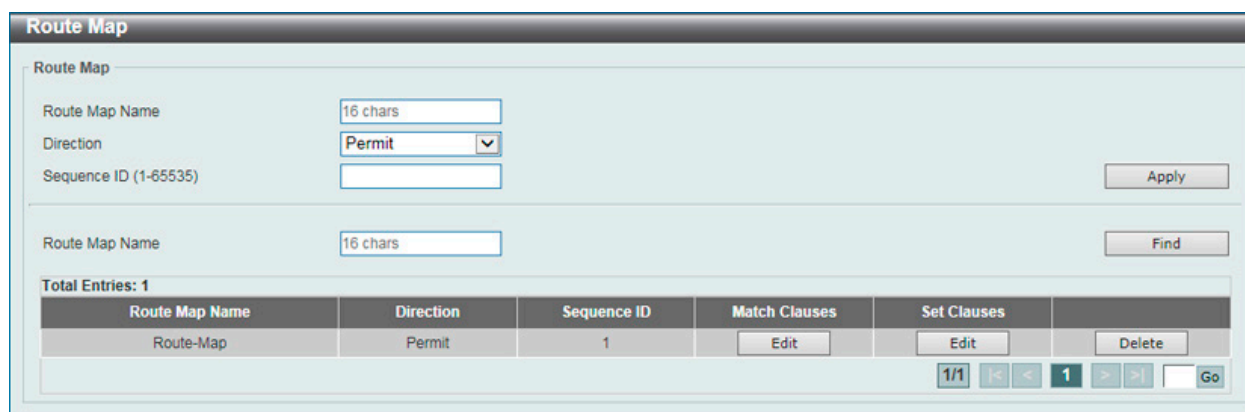 Route Map
Route Map
Route Map Name 16 chars
Direction Permit
Sequence ID (1-65535) Apply
Route Map Name 16 chars Find
Total Entries: 1
Route Map Name Direction Sequence ID Match Clauses Set Clauses
Route-Map Permit 1 Edit Edit Delete
1/1 |< < 1 > >| Go